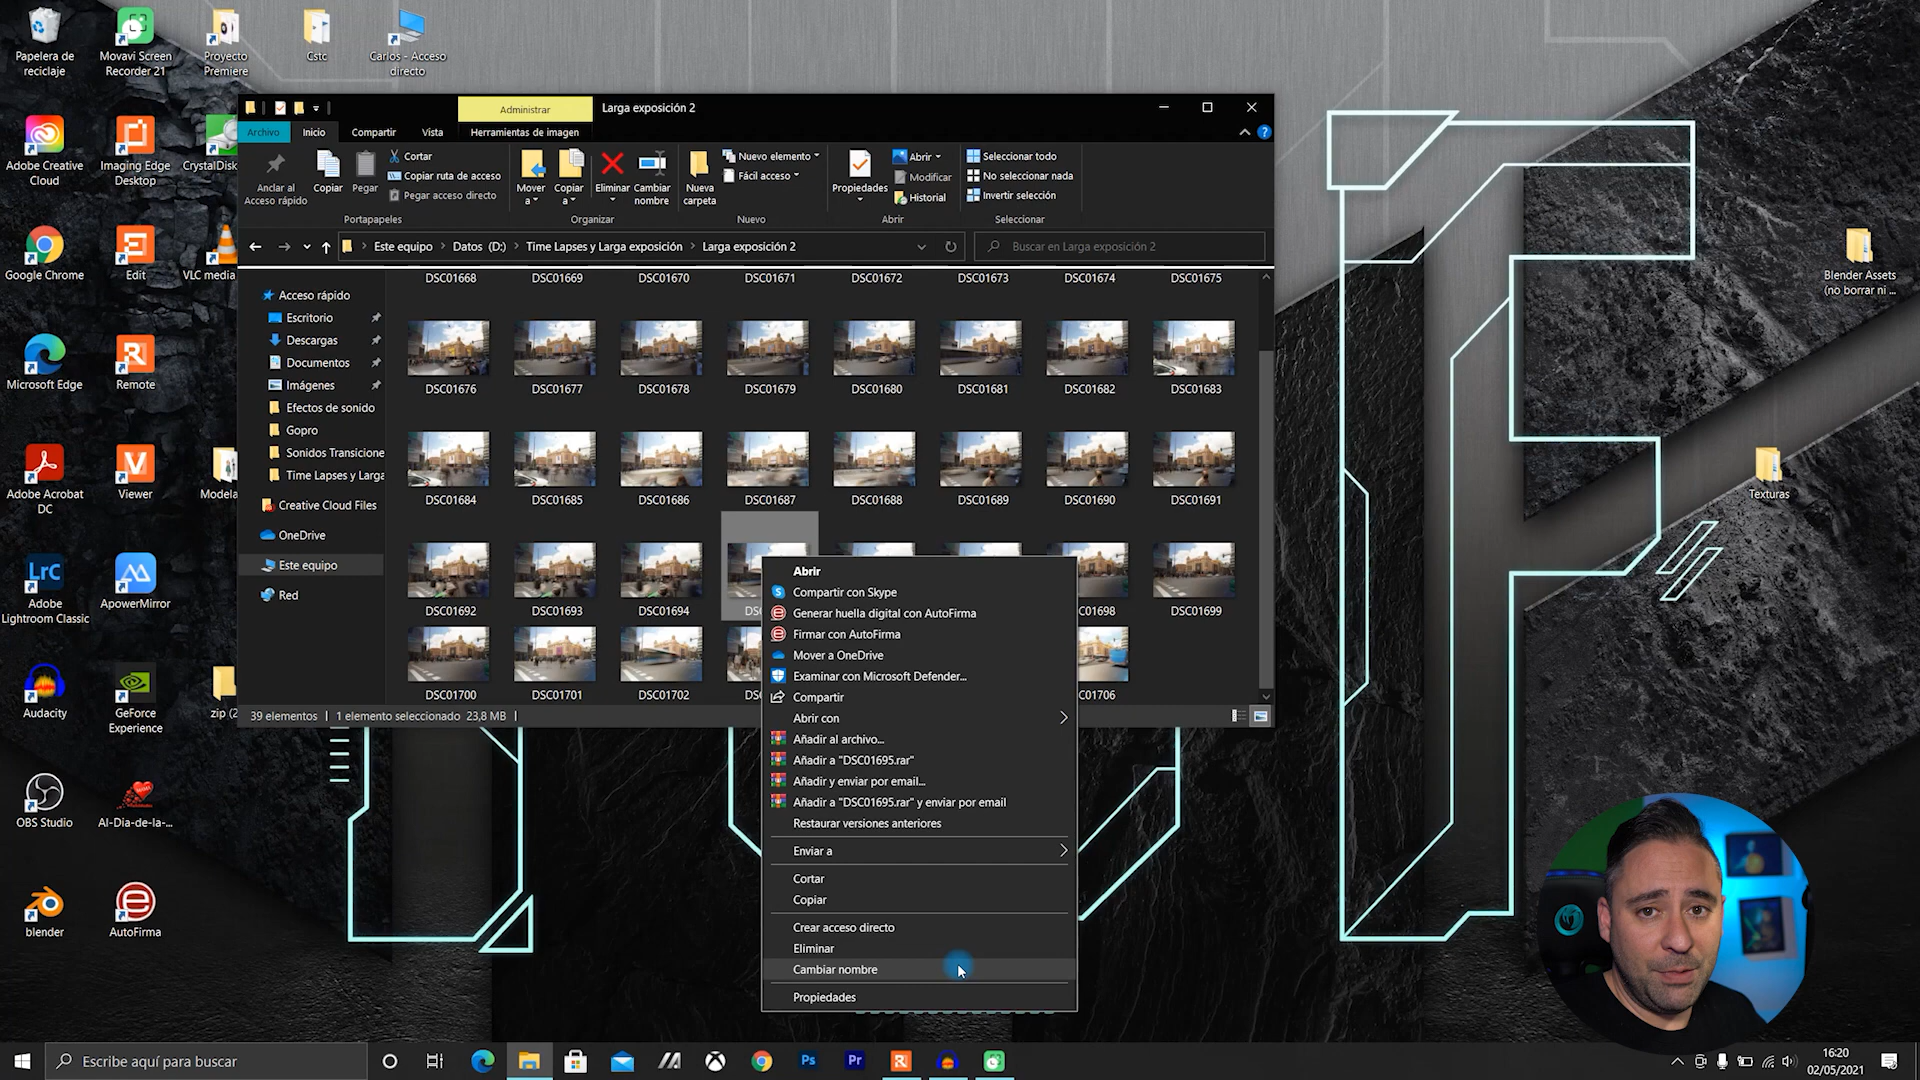 Papelera de
reciclaje
Movavi Screen
Recorder 21
Proyecto
Premiere
Cstc
Carlos - Acceso
directo
Adobe Creative
Cloud
Imaging Edge
Desktop
CrystalDisk
Google Chrome
Edit
VLC media
Microsoft Edge
Remote
Adobe Acrobat
DC
Viewer
Modela
Adobe
Lightroom Classic
ApowerMirror
Audacity
GeForce
Experience
zip (2
OBS Studio
Al-Dia-de-la-...
blender
AutoFirma
Blender Assets
(no borrar ni ...
Texturas
Administrar
Larga exposición 2
Archivo
Inicio
Compartir
Vista
Herramientas de imagen
Anclar al
Acceso rápido
Copiar
Pegar
Cortar
Copiar ruta de acceso
Pegar acceso directo
Portapapeles
Mover
a
Copiar
a
Eliminar
Cambiar
nombre
Organizar
Nueva
carpeta
Nuevo elemento
Fácil acceso
Nuevo
Propiedades
Abrir
Modificar
Historial
Abrir
Seleccionar todo
No seleccionar nada
Invertir selección
Seleccionar
Este equipo
Datos (D:)
Time Lapses y Larga exposición
Larga exposición 2
Buscar en Larga exposición 2
Acceso rápido
Escritorio
Descargas
Documentos
Imágenes
Efectos de sonido
Gopro
Sonidos Transicione
Time Lapses y Larga
Creative Cloud Files
OneDrive
Este equipo
Red
DSC01668 DSC01669 DSC01670 DSC01671 DSC01672 DSC01673 DSC01674 DSC01675
DSC01676 DSC01677 DSC01678 DSC01679 DSC01680 DSC01681 DSC01682 DSC01683
DSC01684 DSC01685 DSC01686 DSC01687 DSC01688 DSC01689 DSC01690 DSC01691
DSC01692 DSC01693 DSC01694 DSC C01698 DSC01699
DSC01700 DSC01701 DSC01702 DSC C01706
39 elementos
1 elemento seleccionado 23,8 MB
Abrir
Compartir con Skype
Generar huella digital con AutoFirma
Firmar con AutoFirma
Mover a OneDrive
Examinar con Microsoft Defender...
Compartir
Abrir con
Añadir al archivo...
Añadir a "DSC01695.rar"
Añadir y enviar por email...
Añadir a "DSC01695.rar" y enviar por email
Restaurar versiones anteriores
Enviar a
Cortar
Copiar
Crear acceso directo
Eliminar
Cambiar nombre
Propiedades
Escribe aquí para buscar
Ps
Pr
16:20
02/05/2021
LrC